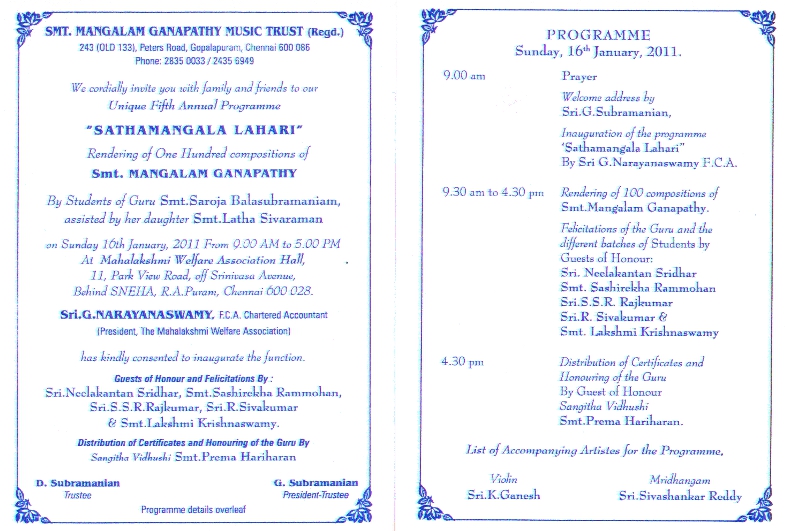 SMT. MANGALAM GANAPATHY MUSIC TRUST (Regd.)
243 (OLD 133), Peters Road, Gopalapuram, Chennai 600 086
Phone: 2835 0033 / 2435 6949
We cordially invite you with family and friends to our
Unique Fifth Annual Programme
"SATHAMANGALA LAHARI"
Rendering of One Hundred compositions of
Smt. MANGALAM GANAPATHY
By Students of Guru Smt.Saroja Balasubramaniam,
assisted by her daughter Smt.Latha Sivaraman
on Sunday 16th January, 2011 From 9.00 AM to 5.00 PM
At Mahalakshmi Welfare Association Hall,
11, Park View Road, off Srinivasa Avenue,
Behind SNEHA, R.A.Puram, Chennai 600 028.
Sri.G.NARAYANASWAMY, F.C.A. Chartered Accountant
(President, The Mahalakshmi Welfare Association)
has kindly consented to inaugurate the function.
Guests of Honour and Felicitations By :
Sri.Neelakantan Sridhar, Smt.Sashirekha Rammohan,
Sri.S.S.R.Rajkumar, Sri.R.Sivakumar
& Smt.Lakshmi Krishnaswamy.
Distribution of Certificates and Honouring of the Guru By
Sangitha Vidhushi Smt.Prema Hariharan
D. Subramanian
Trustee
G. Subramanian
President-Trustee
Programme details overleaf
PROGRAMME
Sunday, 16th January, 2011.
9.00 am Prayer
Welcome address by
Sri.G.Subramanian,
Inauguration of the programme
'Sathamangala Lahari"
By Sri G.Narayanaswamy F.C.A.
9.30 am to 4.30 pm Rendering of 100 compositions of
Smt.Mangalam Ganapathy.
Felicitations of the Guru and the
different batches of Students by
Guests of Honour:
Sri. Neelakantan Sridhar
Smt. Sashirekha Rammohan
Sri.S.S.R. Rajkumar
Sri.R. Sivakumar &
Smt. Lakshmi Krishnaswamy
4.30 pm Distribution of Certificates and
Honouring of the Guru
By Guest of Honour
Sangitha Vidhushi
Smt.Prema Hariharan.
List of Accompanying Artistes for the Programme.
Violin
Sri.K.Ganesh
Mridhangam
Sri.Sivashankar Reddy